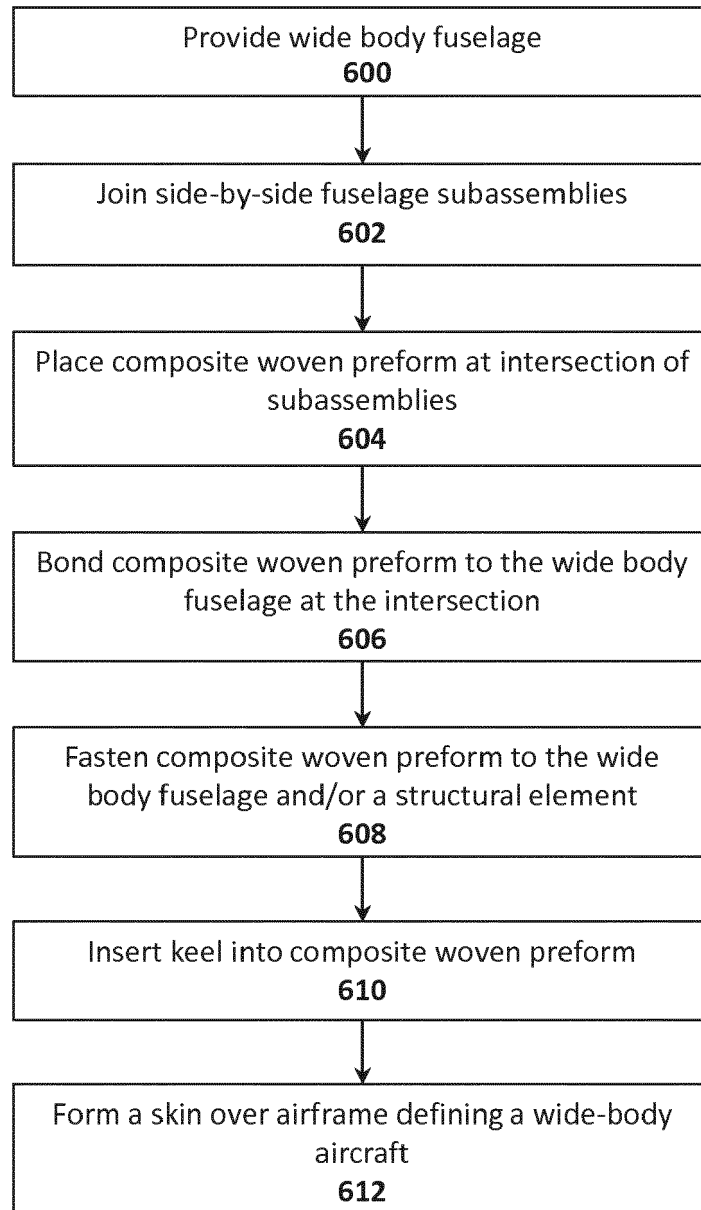 Provide wide body fuselage
600
Join side-by-side fuselage subassemblies
602
Place composite woven preform at intersection of
subassemblies
604
Bond composite woven preform to the wide body
fuselage at the intersection
606
Fasten composite woven preform to the wide
body fuselage and/or a structural element
608
Insert keel into composite woven preform
610
Form a skin over airframe defining a wide-body
aircraft
612